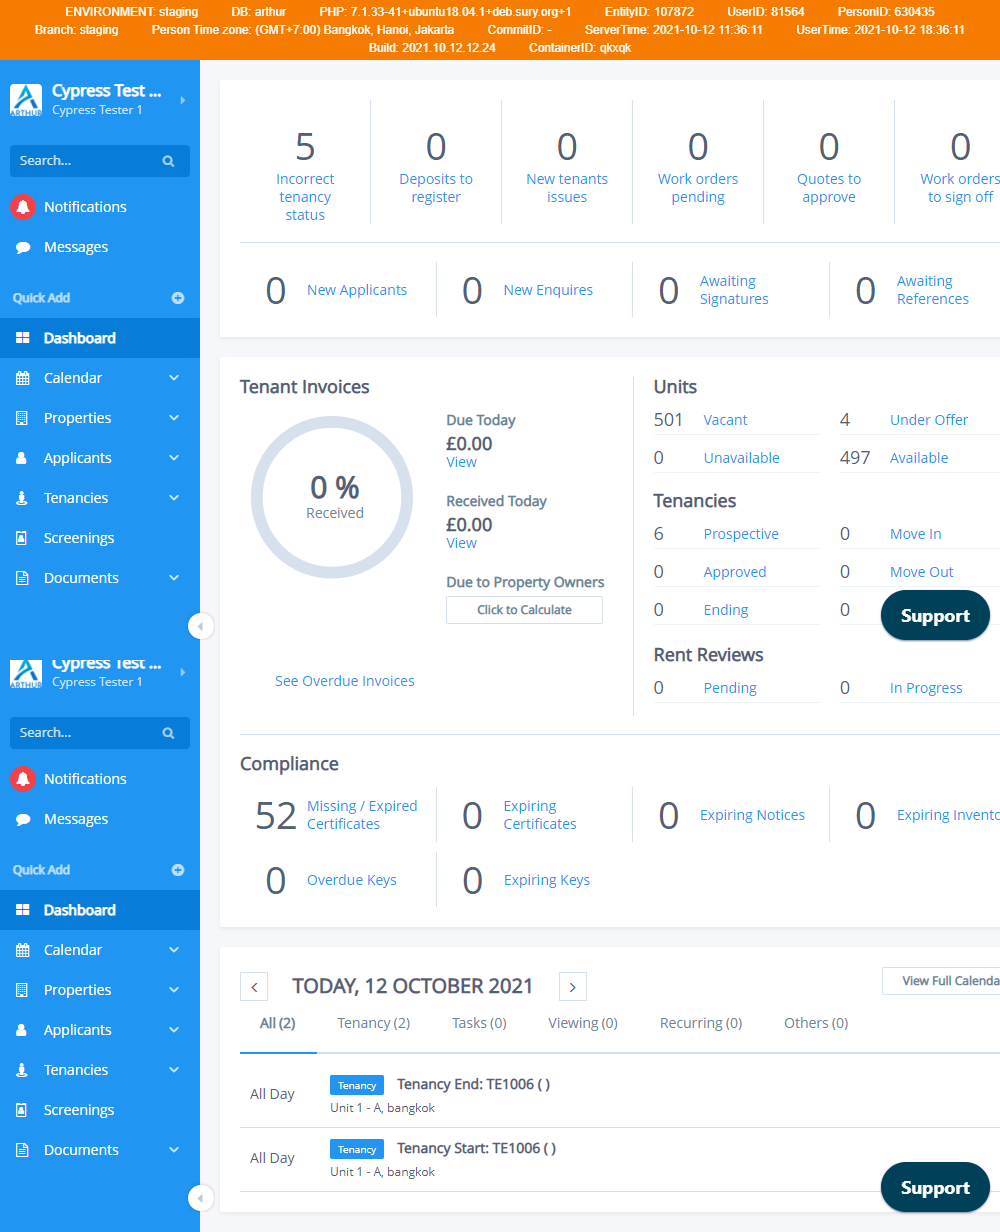 ENVIRONMENT: staging DB: arthur PHP: 7.1.33-41+ubuntu18.04.1+deb.sury.org+1 EntityID: 107872 UserID: 81564 PersonID: 630435
Branch: staging Person Time zone: (GMT+7:00) Bangkok, Hanoi, Jakarta CommitID: - ServerTime: 2021-10-12 11:36:11 UserTime: 2021-10-12 18:36:11
Build: 2021.10.12.12.24 ContainerID: qkxqk
Cypress Test ...
ARTHUR
Cypress Tester 1
Search...
Notifications
Messages
Quick Add
Dashboard
Calendar
Properties
Applicants
Tenancies
Screenings
Documents
Cypress Test ...
ARTHUR
Cypress Tester 1
Search...
Notifications
Messages
Quick Add
Dashboard
Calendar
Properties
Applicants
Tenancies
Screenings
Documents
5
Incorrect
tenancy
status
0
Deposits to
register
0
New tenants
issues
0
Work orders
pending
0
Quotes to
approve
0
Work orders
to sign off
0 New Applicants
0 New Enquires
0 Awaiting
Signatures
0 Awaiting
References
Tenant Invoices
0 %
Received
Due Today
£0.00
View
Received Today
£0.00
View
Due to Property Owners
Click to Calculate
See Overdue Invoices
Units
501 Vacant 4 Under Offer
0 Unavailable 497 Available
Tenancies
6 Prospective 0 Move In
0 Approved 0 Move Out
0 Ending 0
Support
Rent Reviews
0 Pending 0 In Progress
Compliance
52 Missing / Expired
Certificates
0 Expiring
Certificates
0 Expiring Notices
0 Expiring Invento
0 Overdue Keys
0 Expiring Keys
TODAY, 12 OCTOBER 2021
View Full Calenda
All (2) Tenancy (2) Tasks (0) Viewing (0) Recurring (0) Others (0)
All Day Tenancy Tenancy End: TE1006 ( )
Unit 1 - A, bangkok
All Day Tenancy Tenancy Start: TE1006 ( )
Unit 1 - A, bangkok
Support